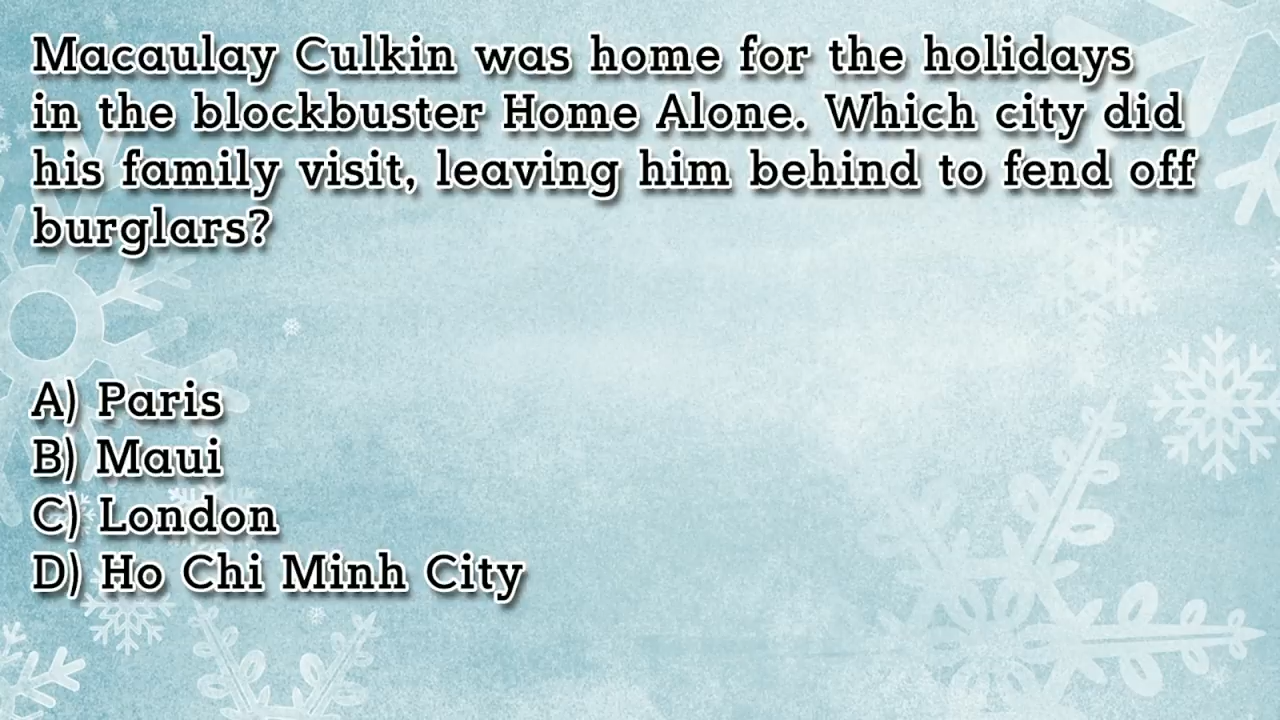 Macaulay Culkin was home for the holidays
in the blockbuster Home Alone. Which city did
his family visit, leaving him behind to fend off
burglars?
A) Paris
B) Maui
C) London
D) Ho Chi Minh City